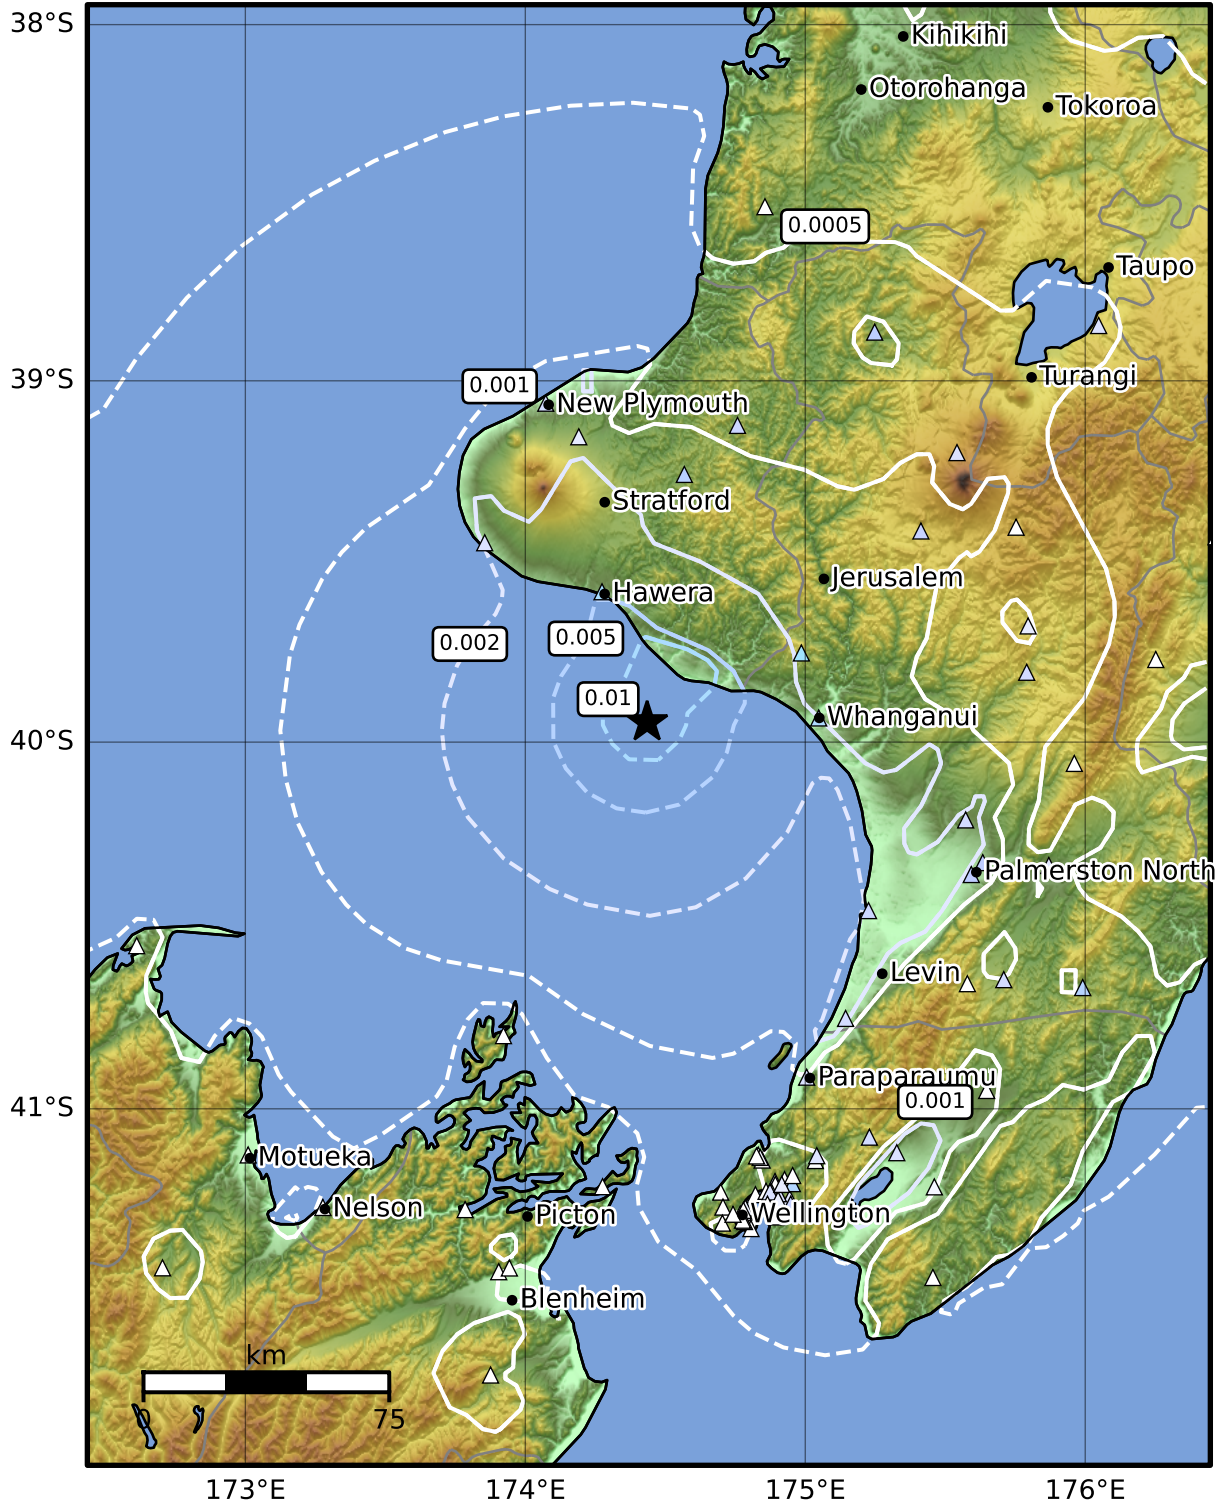 38°S
Kihikihi
Otorohanga
Tokoroa
0.0005
Taupo
39°S
Turangi
0.001
New Plymouth
Stratford
Jerusalem
Hawera
0.002
0.005
0.01
Whanganui
40°S
Palmerston North
Levin
Paraparaumu
0.001
41°S
Motueka
Nelson
Picton
Wellington
Blenheim
km
0
75
173°E
174°E
175°E
176°E